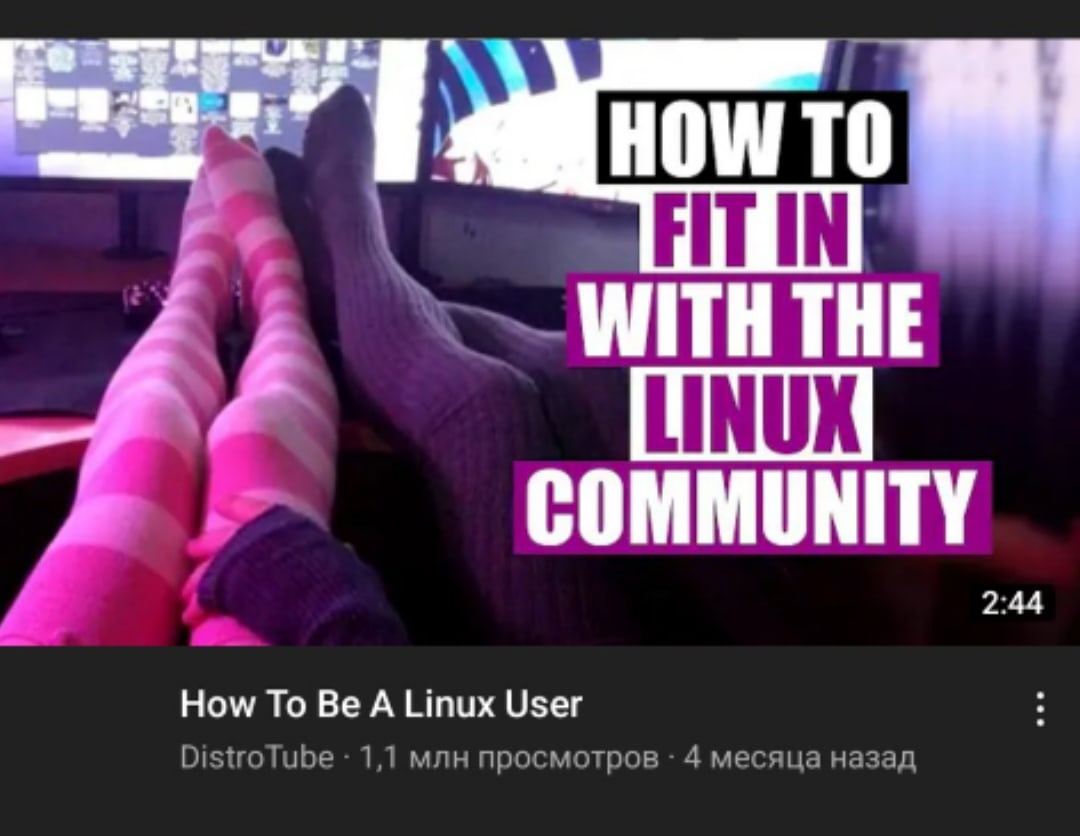 HOW TO
FIT IN
WITH THE
LINUX
COMMUNITY
2:44
How To Be A Linux User
DistroTube · 1,1 млн просмотров · 4 месяца назад